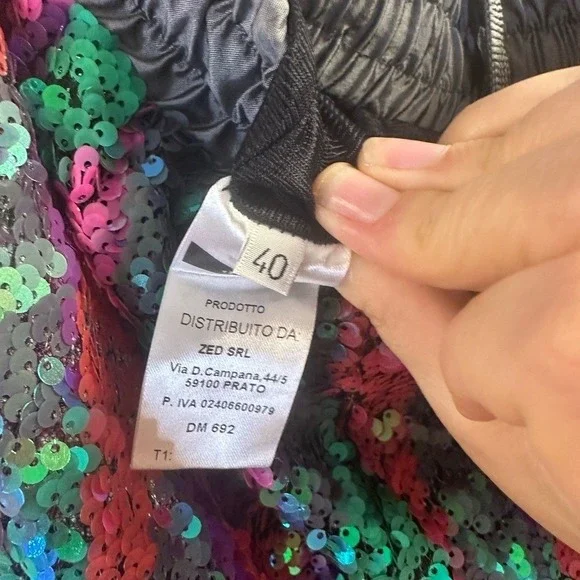 40
PRODOTTO
DISTRIBUITO DA:
ZED SRL
Via D.Campana,44/5
59100 PRATO
P. IVA 02406600979
DM 692
T1: